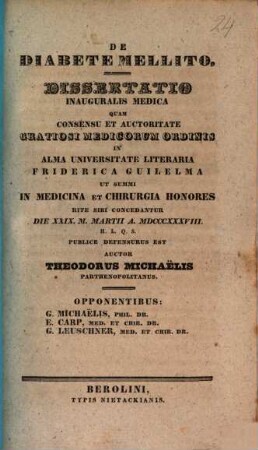 24
DE
DIABETE MELLITO.
DISSERTATIO
INAUGURALIS MEDICA
QUAM
CONSENSU ET AUCTORITATE
GRATIOSI MEDICORUM ORDINIS
IN
ALMA UNIVERSITATE LITERARIA
FRIDERICA GUILELMA
UT SUMMI
IN MEDICINA ET CHIRURGIA HONORES
RITE SIBI CONCEDANTUR
DIE XXIX. M. MARTII A. MDCCCXXXVIII.
H. L. Q. S.
PUBLICE DEFENSURUS EST
AUCTOR
THEODORUS MICHAËLIS
PARTHENOPOLITANUS.
OPPONENTIBUS:
G. MICHAËLIS, PHIL. DR.
E. CARP, MED. ET CHIR. DR.
G. LEUSCHNER, MED. ET CHIR. DR.
BEROLINI,
TYPIS NIETACKIANIS.